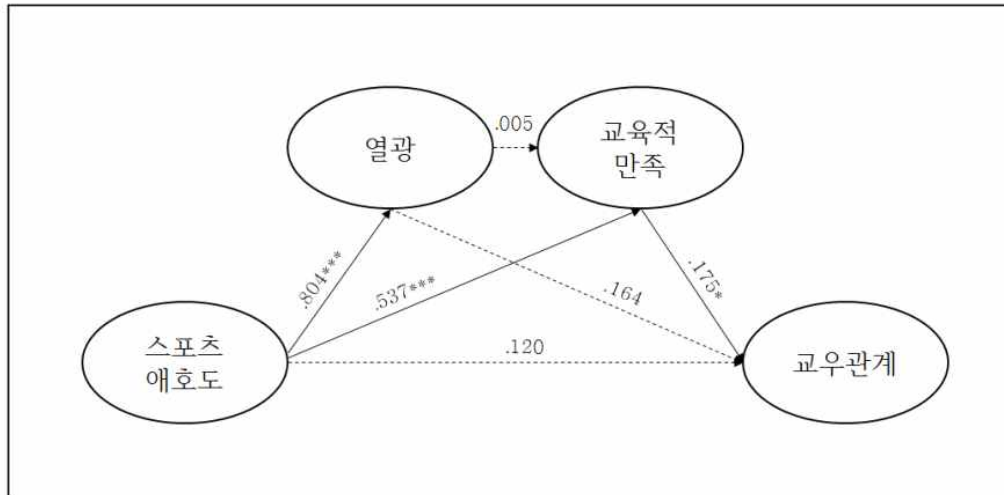 열광
.005
교육적
만족
.804***
.537***
.164
.175*
.120
스포츠
애호도
교우관계